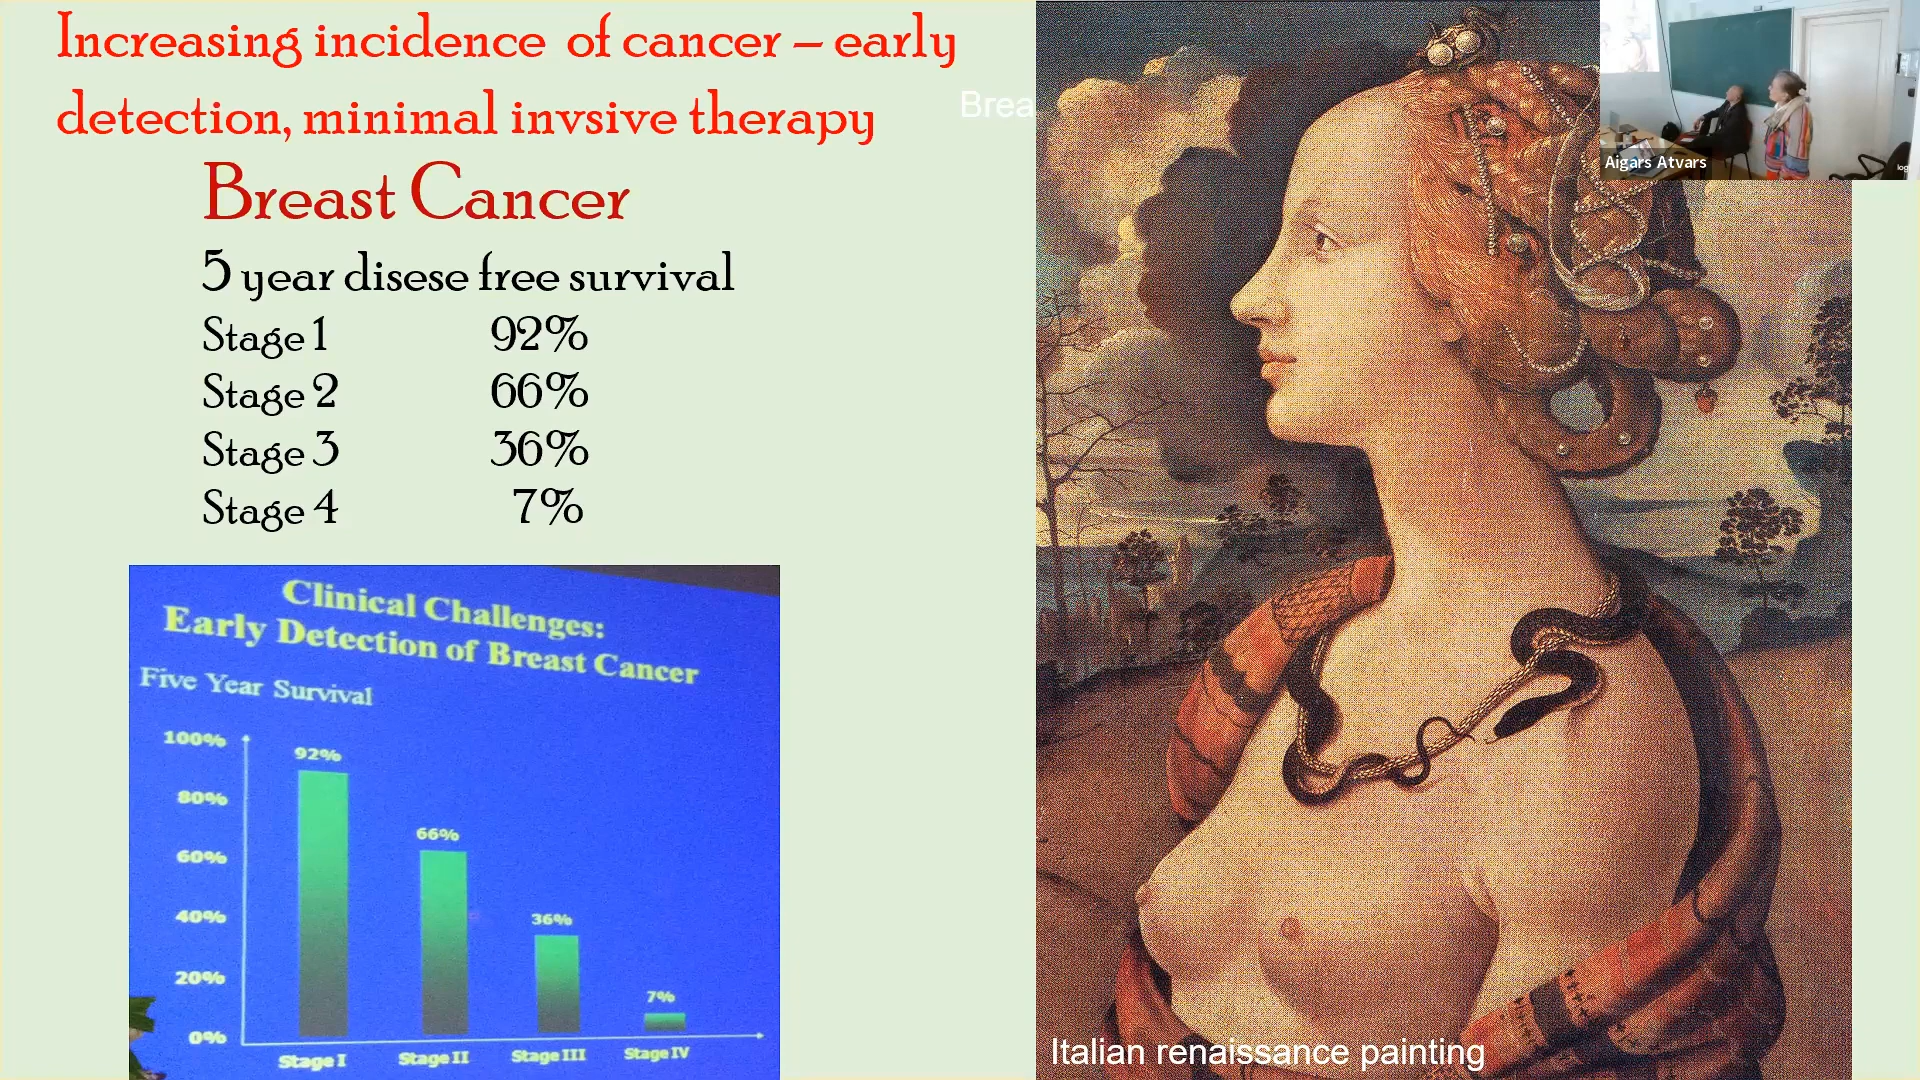 Increasing incidence of cancer – early
detection, minimal invsive therapy
Brea
Breast Cancer
5 year disese free survival
Stage 1 92%
Stage 2 66%
Stage 3 36%
Stage 4 7%
Clinical Challenges:
Early Detection of Breast Cancer
Five Year Survival
100%
80%
60%
40%
20%
0%
92%
66%
36%
7%
Stage I Stage II Stage III Stage IV
Italian renaissance painting
Aigars Atvars
log